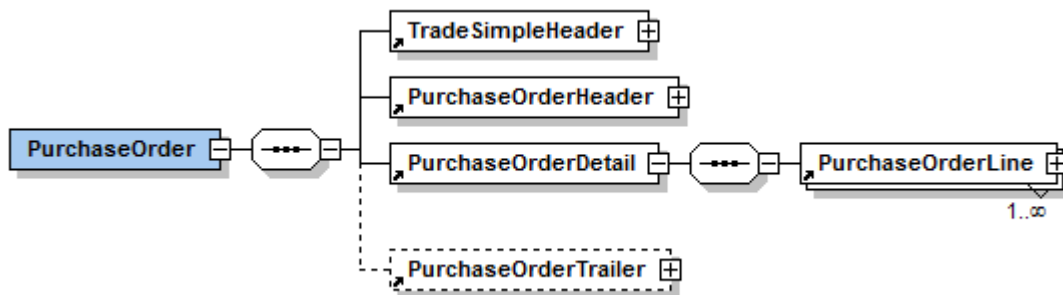 TradeSimpleHeader
PurchaseOrderHeader
PurchaseOrder
PurchaseOrderDetail
PurchaseOrderLine
1..∞
PurchaseOrderTrailer